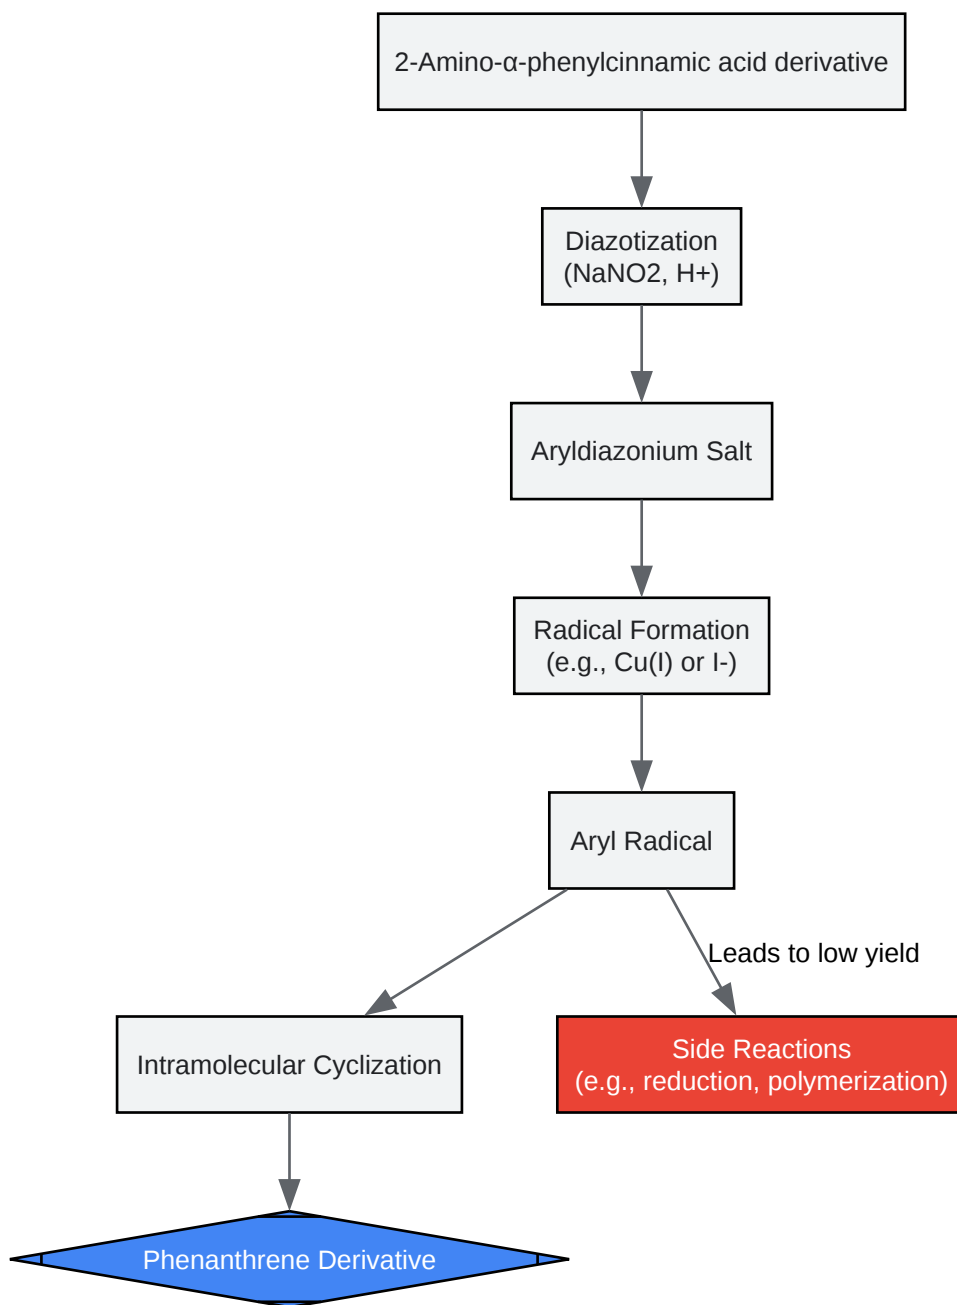 2-Amino-α-phenylcinnamic acid derivative
Diazotization
(NaNO2, H+)
Aryldiazonium Salt
Radical Formation
(e.g., Cu(I) or I-)
Aryl Radical
Leads to low yield
Intramolecular Cyclization
Side Reactions
(e.g., reduction, polymerization)
Phenanthrene Derivative